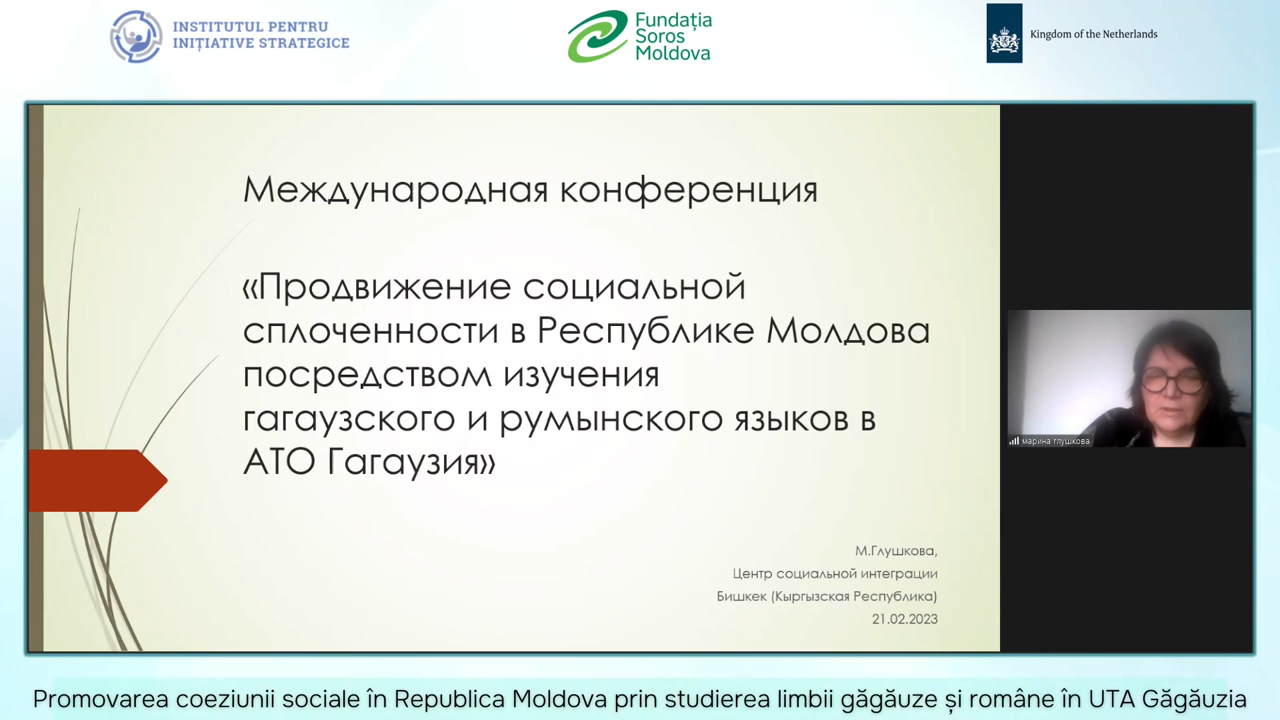 INSTITUTUL PENTRU
INIȚIATIVE STRATEGICE
Fundația
Soros
Moldova
Kingdom of the Netherlands
Международная конференция
«Продвижение социальной
сплоченности в Республике Молдова
посредством изучения
гагаузского и румынского языков в
АТО Гагаузия»
М.Глушкова,
Центр социальной интеграции
Бишкек (Кыргызская Республика)
21.02.2023
марина глушкова
Promovarea coeziunii sociale în Republica Moldova prin studierea limbii găgăuze și române în UTA Găgăuzia